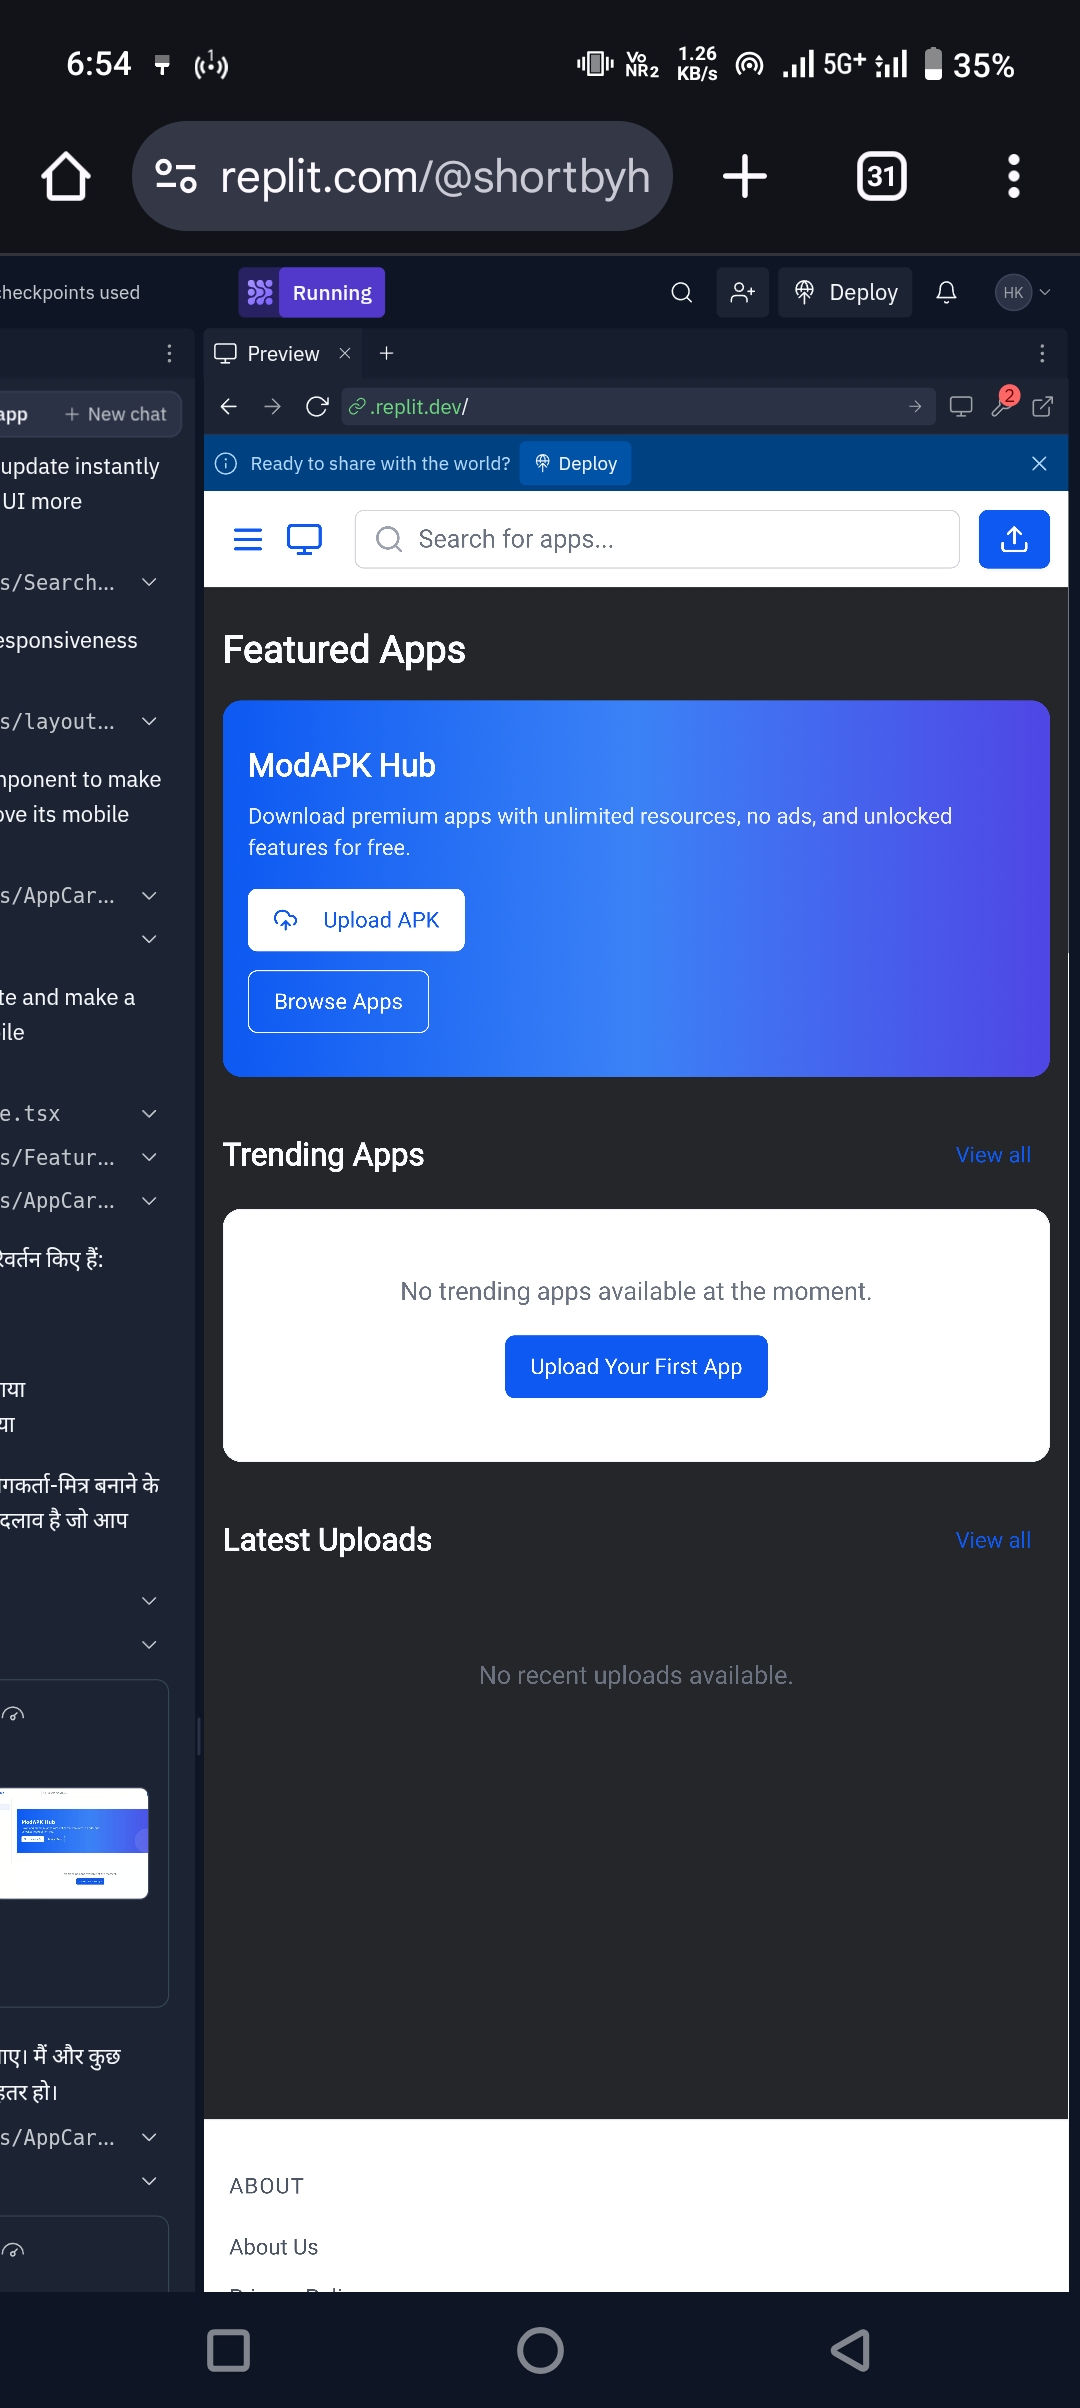 6:54
1
Vo
NR2
1.26
KB/s
5G+
35%
replit.com/@shortbyh
31
checkpoints used
Running
Deploy
HK
app
New chat
update instantly
UI more
s/Search...
esponsiveness
s/layout...
mponent to make
ove its mobile
s/AppCar...
te and make a
ile
e.tsx
s/Featur...
s/AppCar...
किए हैं:
या
गकर्ता-मित्र बनाने के
दलाव है जो आप
ModAPK Hub
ाए। मैं और कुछ
हतर हो।
s/AppCar...
Preview
.replit.dev/
2
Ready to share with the world?
Deploy
Search for apps...
Featured Apps
ModAPK Hub
Download premium apps with unlimited resources, no ads, and unlocked
features for free.
Upload APK
Browse Apps
Trending Apps
View all
No trending apps available at the moment.
Upload Your First App
Latest Uploads
View all
No recent uploads available.
ABOUT
About Us